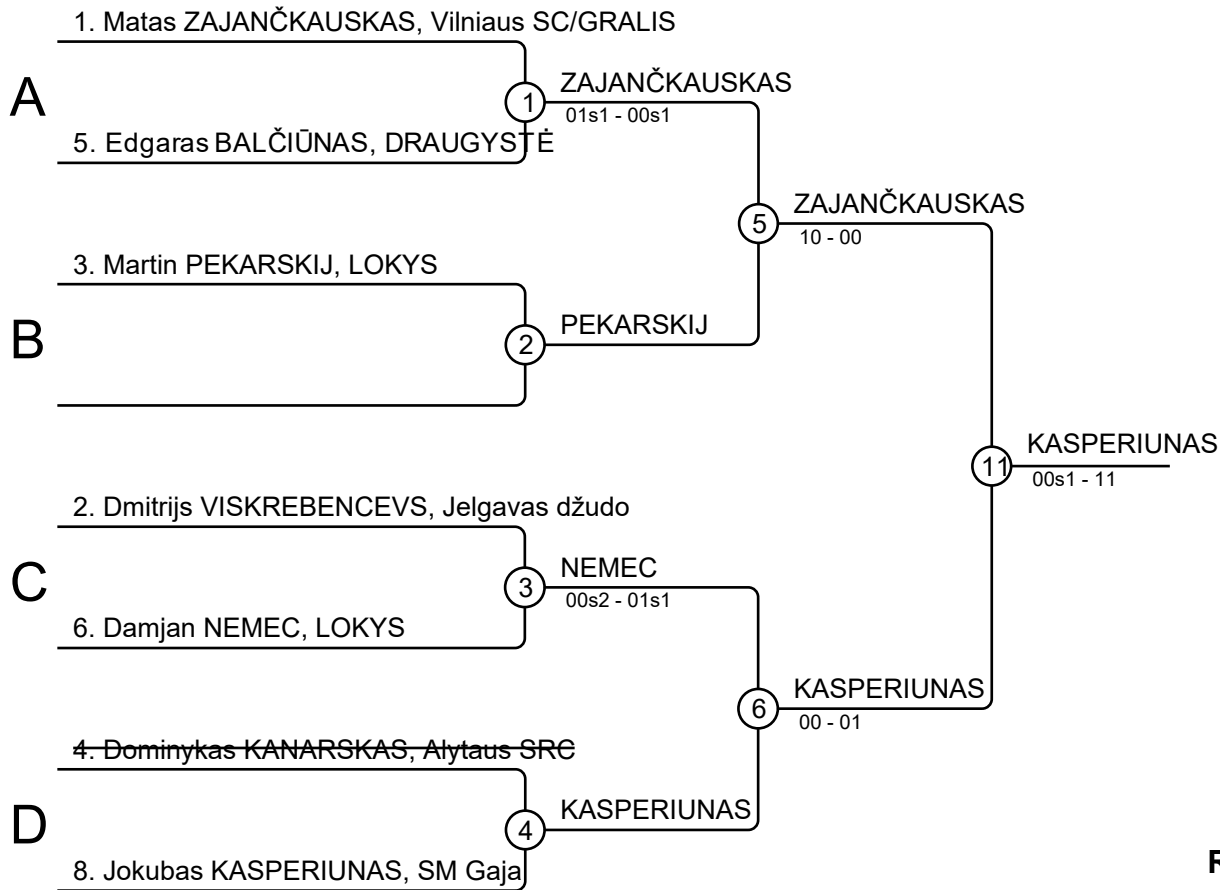 1. Matas ZAJANČKAUSKAS, Vilniaus SC/GRALIS
A
1
ZAJANČKAUSKAS
01s1 - 00s1
5. Edgaras BALČIŪNAS, DRAUGYSTĖ
5
ZAJANČKAUSKAS
10 - 00
3. Martin PEKARSKIJ, LOKYS
B
2
PEKARSKIJ
11
KASPERIUNAS
00s1 - 11
2. Dmitrijs VISKREBENCEVS, Jelgavas džudo
C
3
NEMEC
00s2 - 01s1
6. Damjan NEMEC, LOKYS
6
KASPERIUNAS
00 - 01
4. Dominykas KANARSKAS, Alytaus SRC
D
4
KASPERIUNAS
8. Jokubas KASPERIUNAS, SM Gaja
R